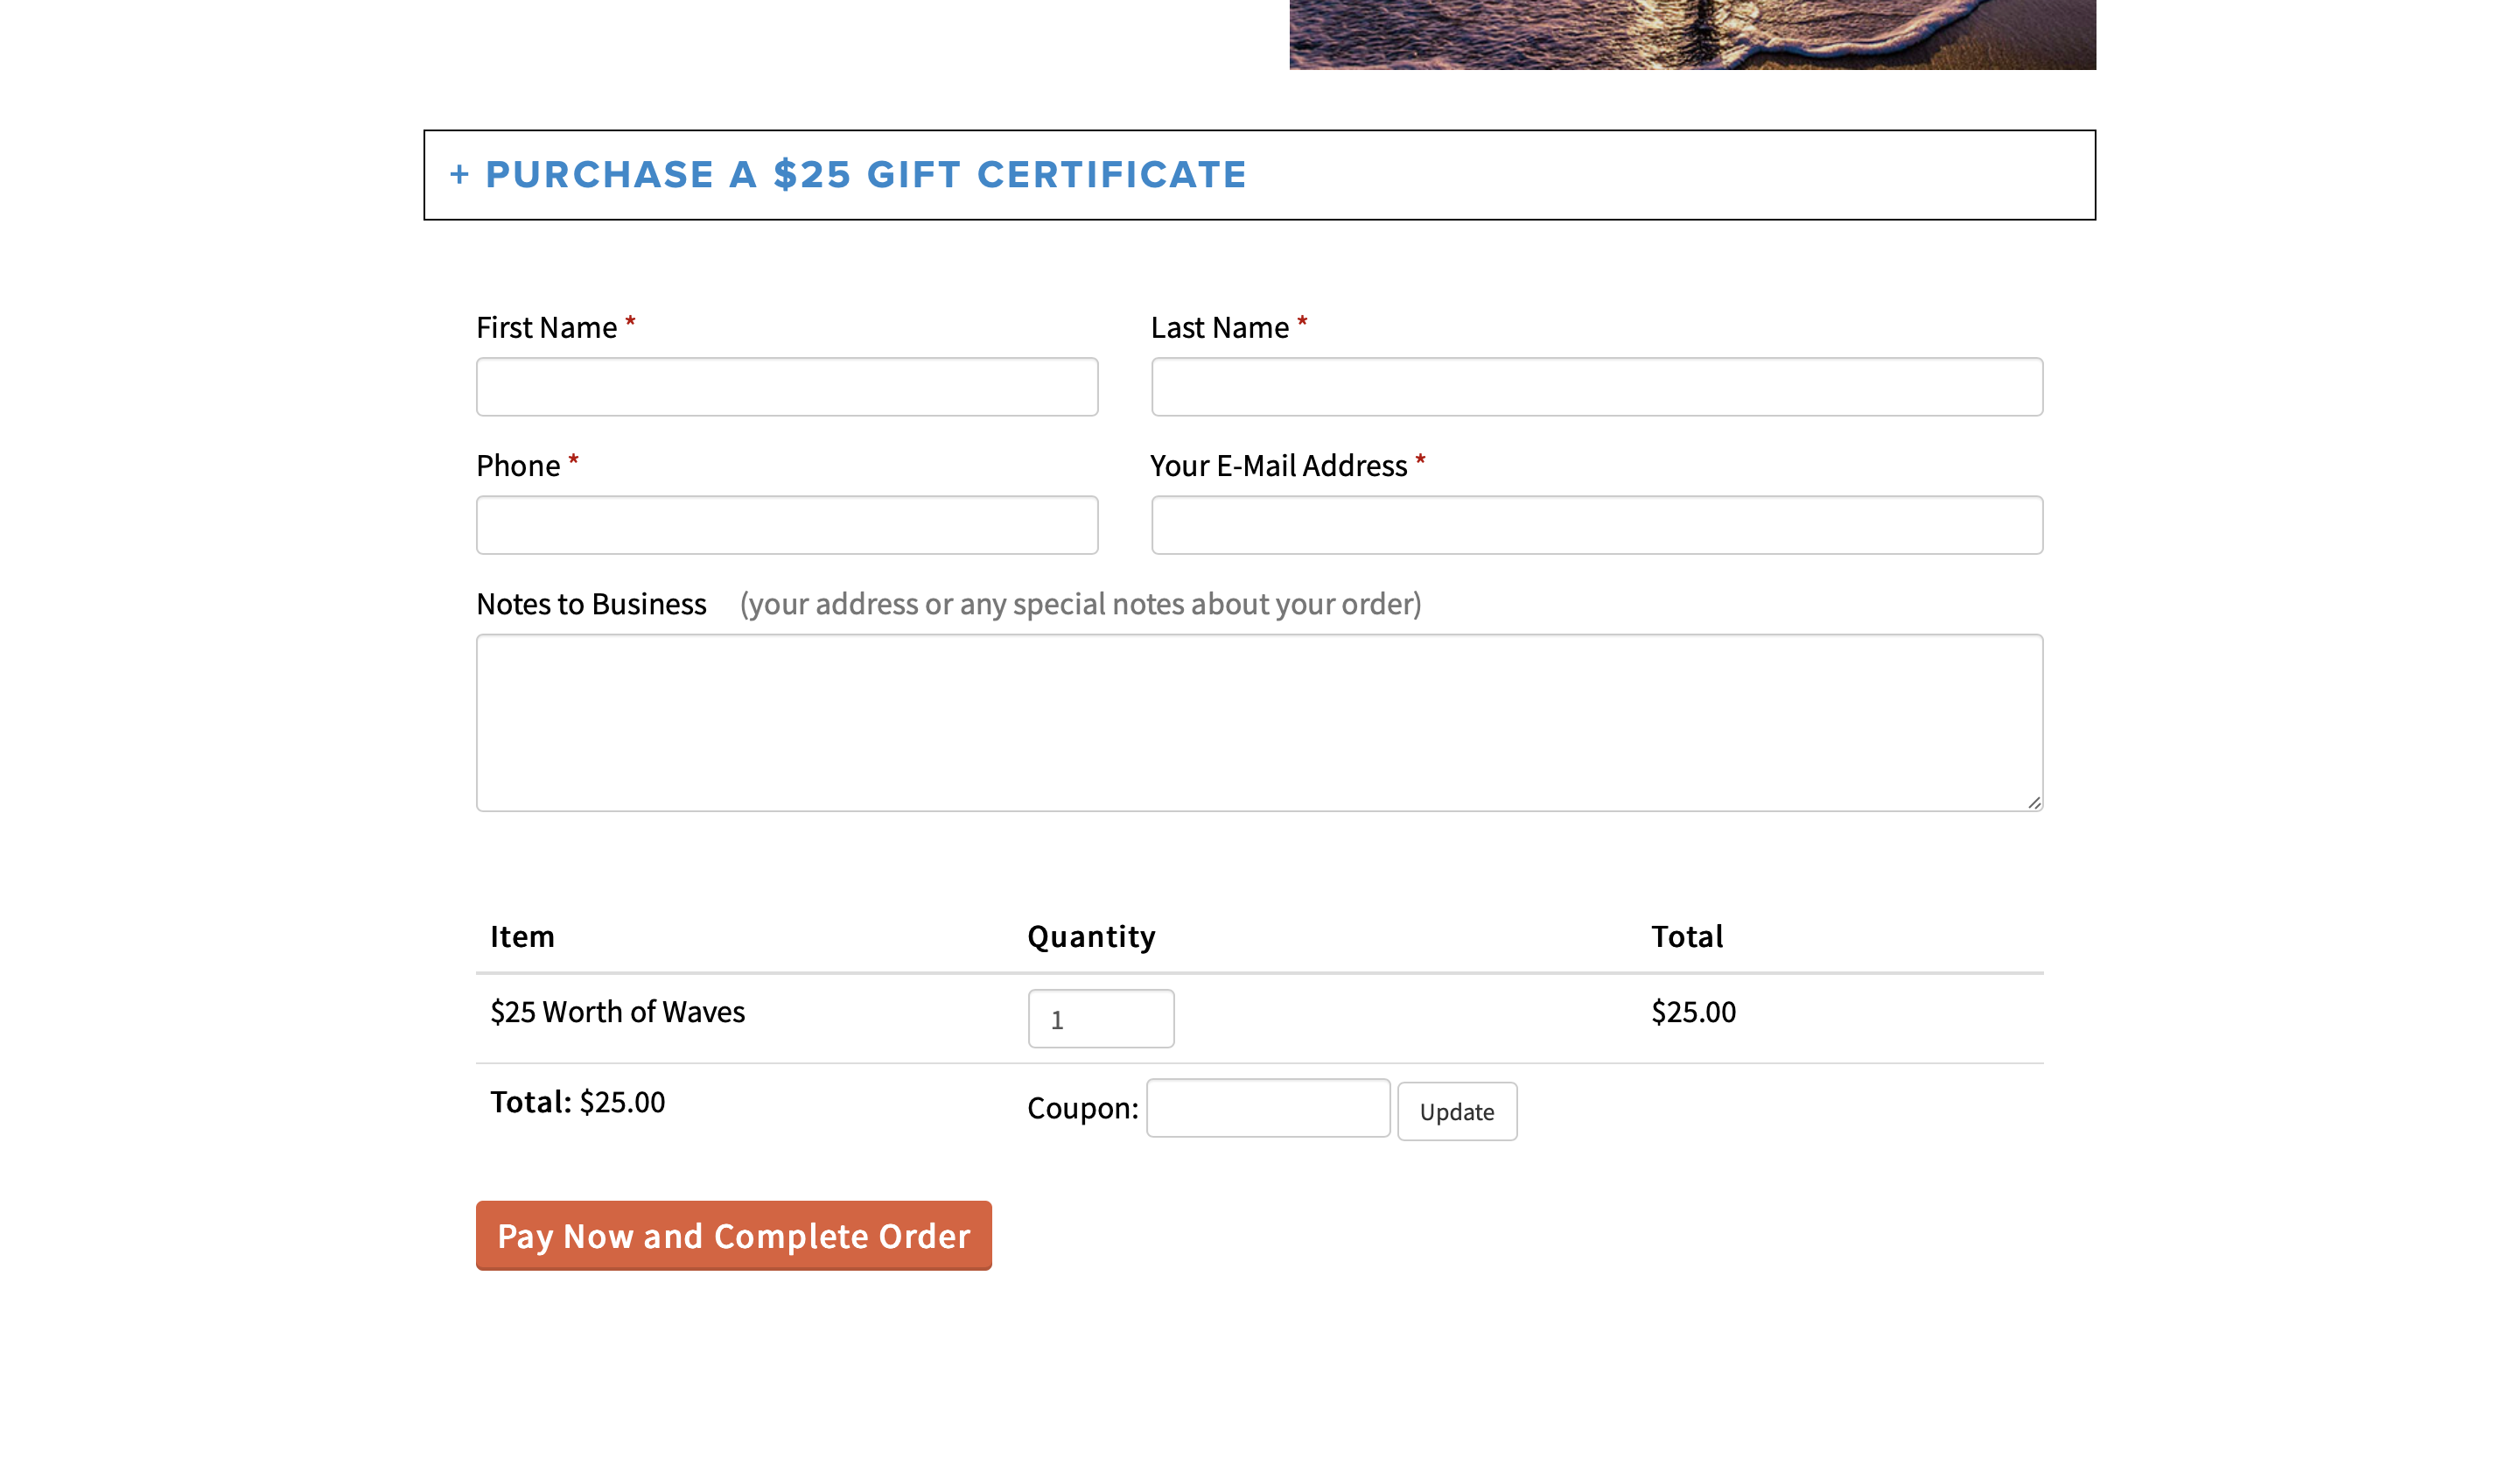 + PURCHASE A $25 GIFT CERTIFICATE
First Name *
Last Name *
Phone *
Your E-Mail Address *
Notes to Business (your address or any special notes about your order)
Item Quantity Total
$25 Worth of Waves 1 $25.00
Total: $25.00 Coupon: Update
Pay Now and Complete Order